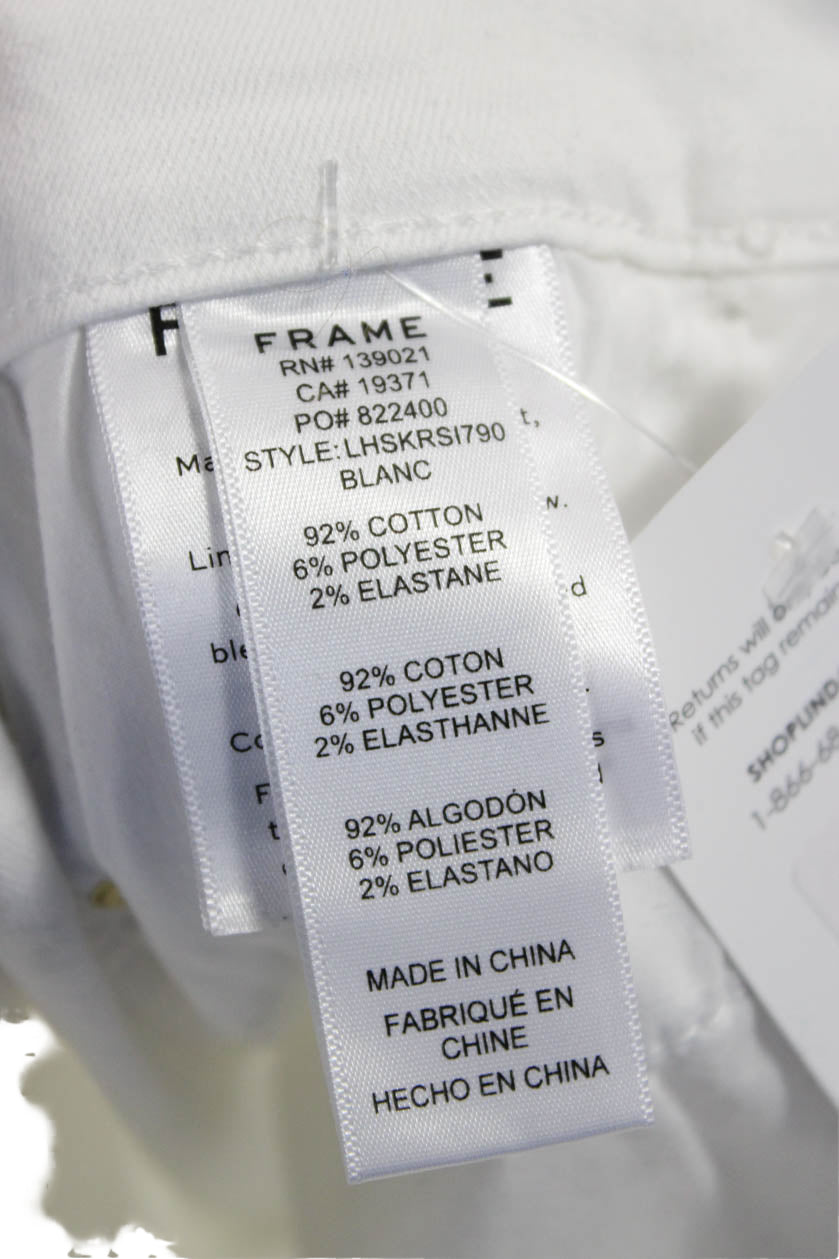 FRAME
RN# 139021
CA# 19371
PO# 822400
STYLE: LHSKRSI790
BLANC
92% COTTON
6% POLYESTER
2% ELASTANE
92% COTON
6% POLYESTER
2% ELASTHANNE
92% ALGODÓN
6% POLIESTER
2% ELASTANO
MADE IN CHINA
FABRIQUÉ EN
CHINE
HECHO EN CHINA
Returns will
if this tag